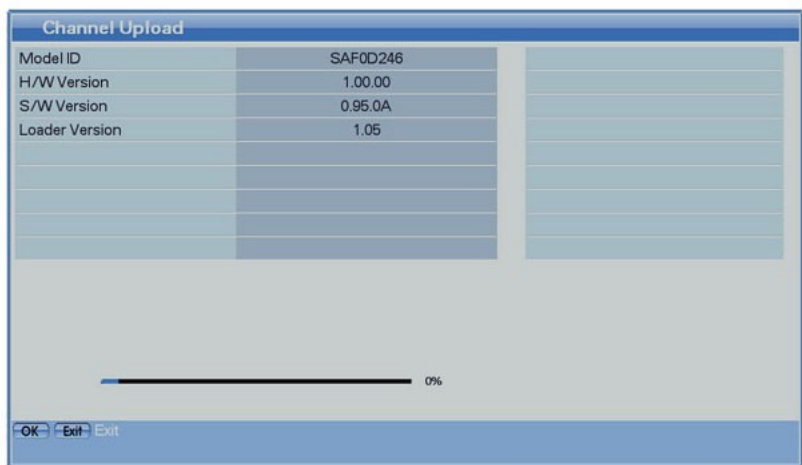 Channel Upload
Model ID SAF0D246
H/W Version 1.00.00
S/W Version 0.95.0A
Loader Version 1.05
0%
OK Exit Exit